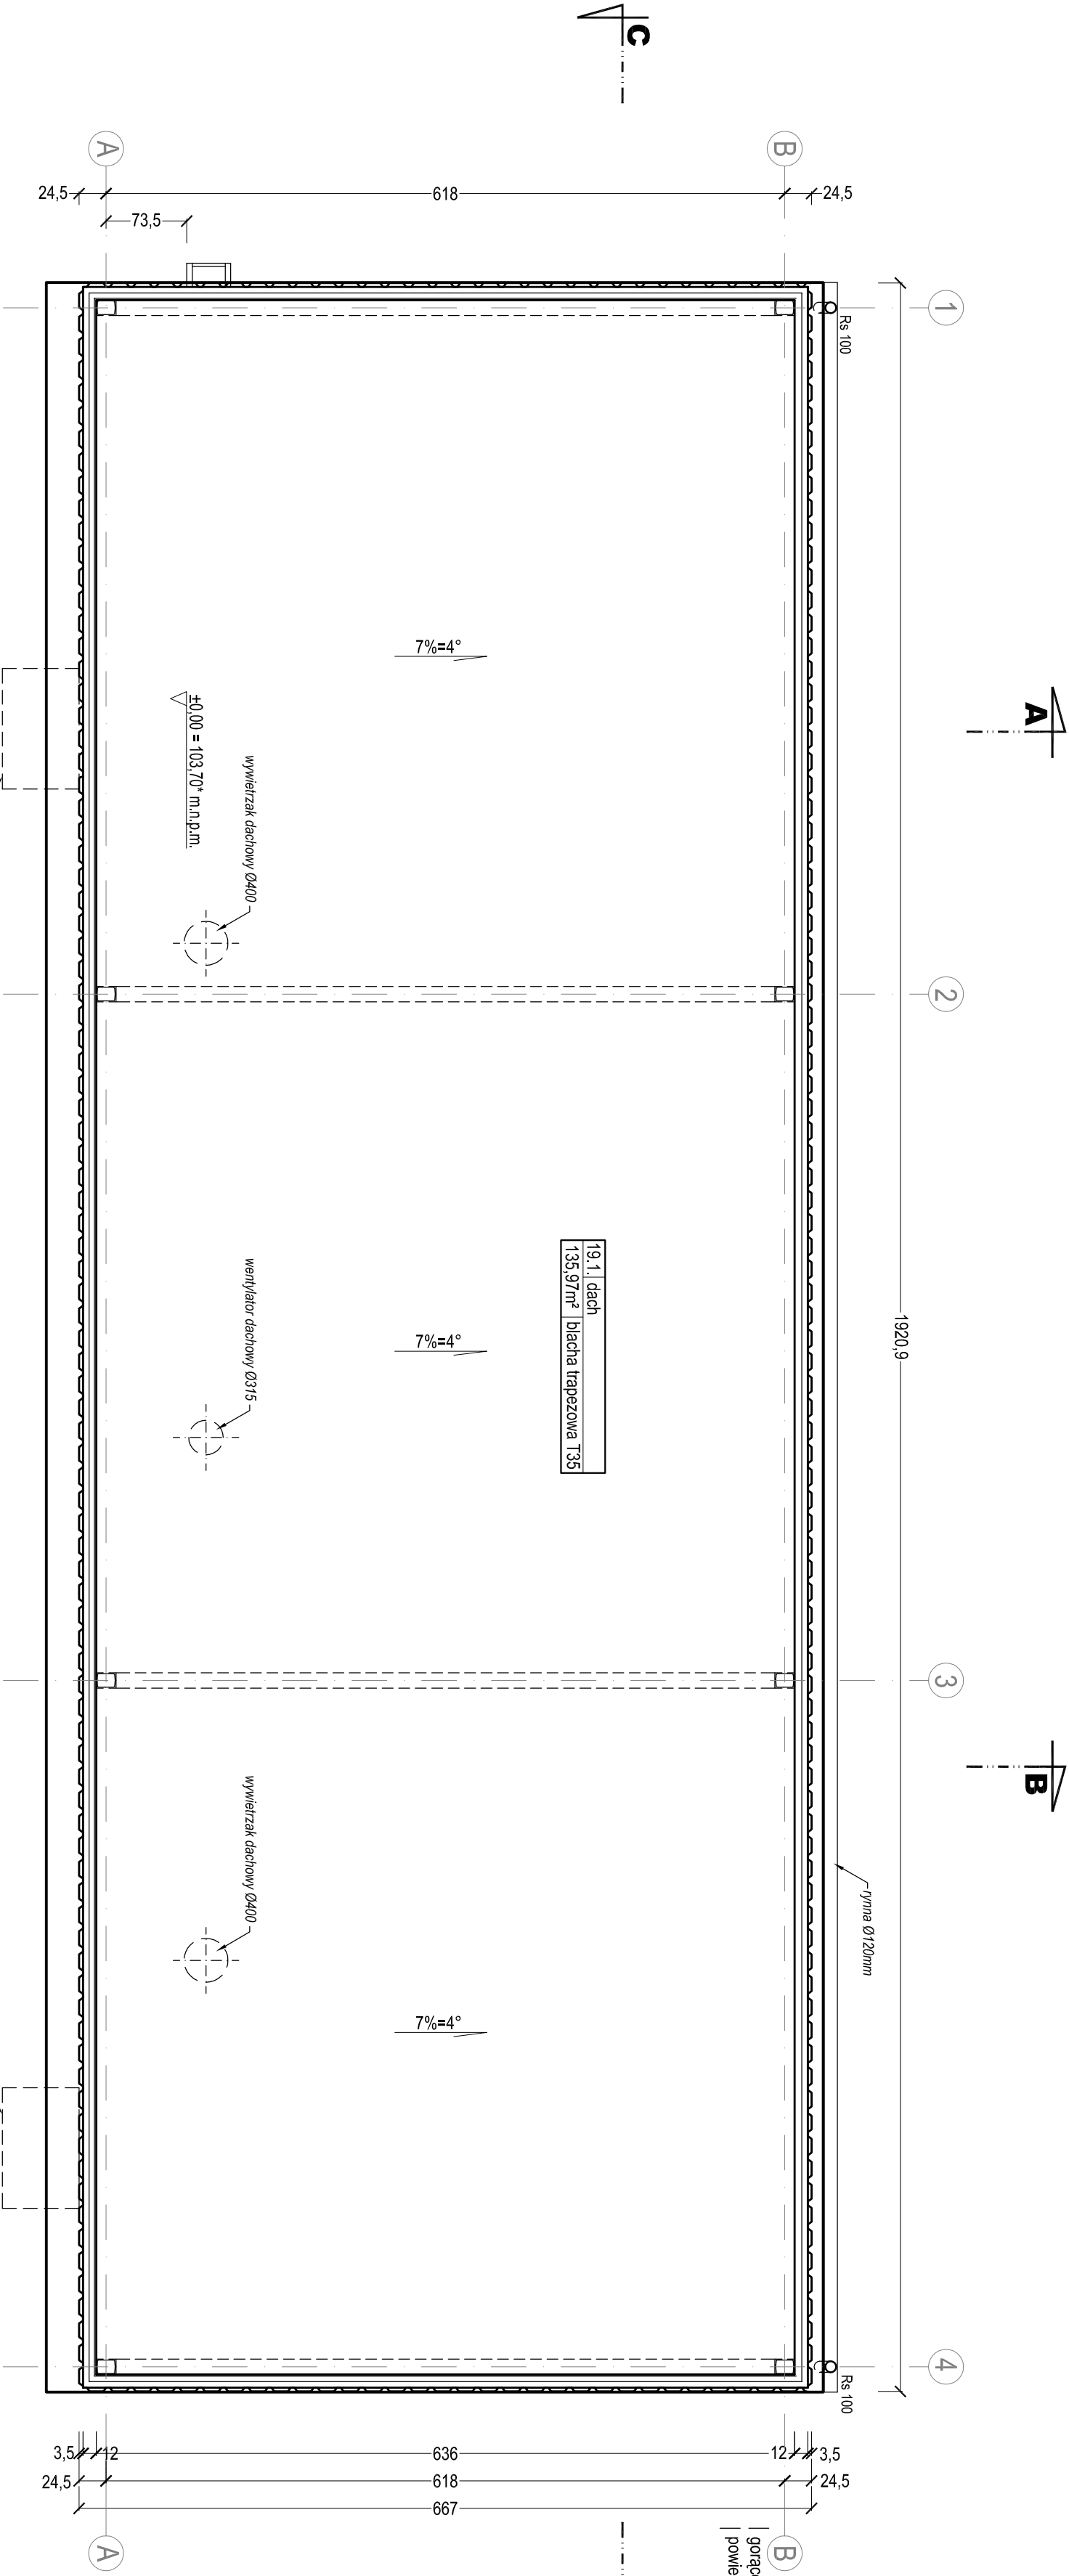 C
A
B
24,5
618
24,5
73,5
1
Rs 100
A
7%=4°
±0,00 = 103,70* m.n.p.m.
wywietrzak dachowy Ø400
2
1920,9
19.1. dach
135,97m² blacha trapezowa T35
7%=4°
wentylator dachowy Ø315
3
B
rynna Ø120mm
wywietrzak dachowy Ø400
7%=4°
4
Rs 100
3,5
12
636
12
3,5
24,5
618
24,5
667
A
B